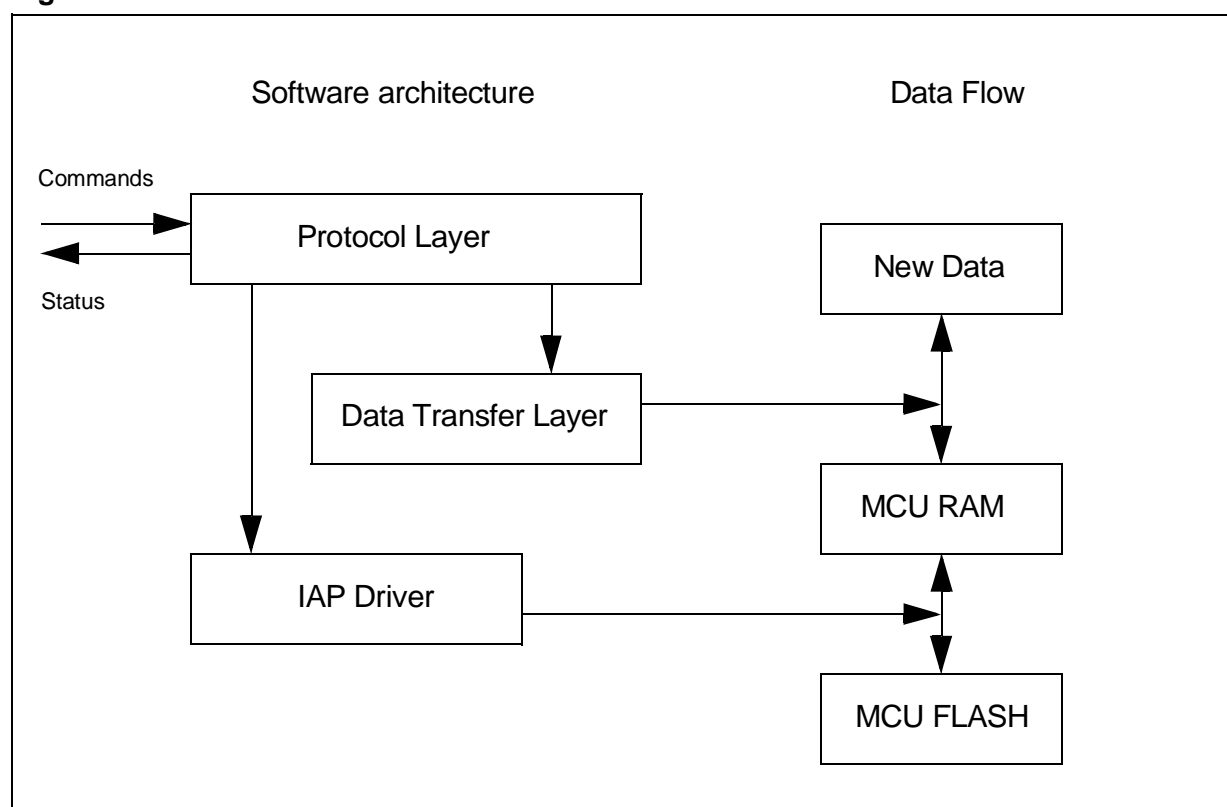 Software architecture
Data Flow
Commands
Protocol Layer
New Data
Status
Data Transfer Layer
MCU RAM
IAP Driver
MCU FLASH